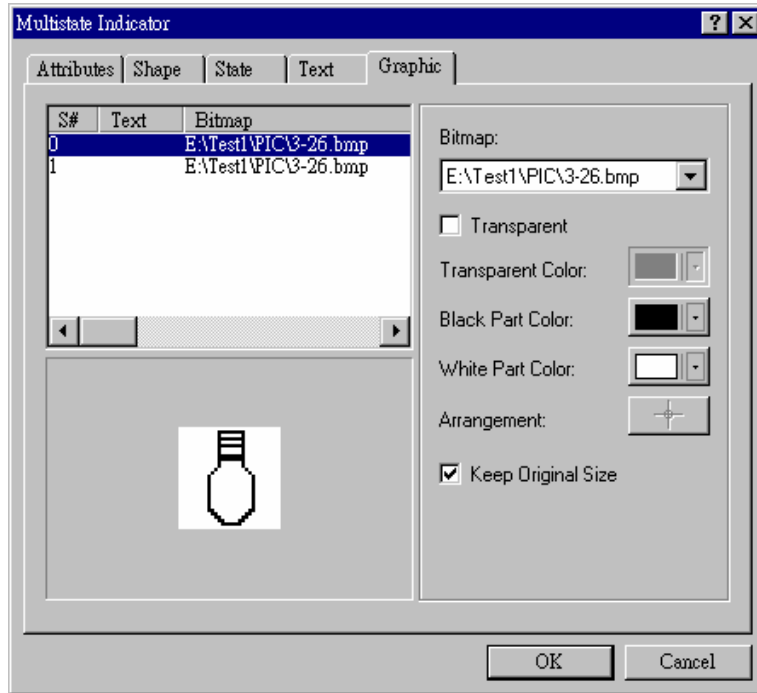 Multistate Indicator
Attributes Shape State Text Graphic
S# Text Bitmap
0 E:\Test1\PIC\3-26.bmp
1 E:\Test1\PIC\3-26.bmp
Bitmap:
E:\Test1\PIC\3-26.bmp
Transparent
Transparent Color:
Black Part Color:
White Part Color:
Arrangement:
Keep Original Size
OK Cancel